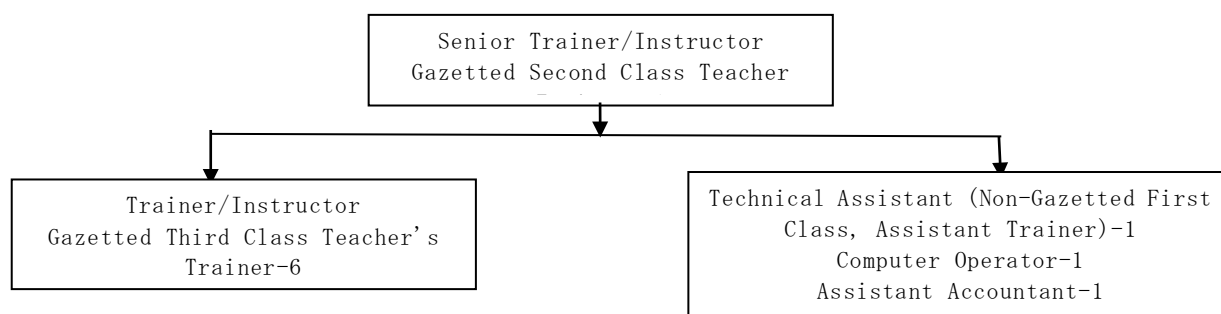 Senior Trainer/Instructor
Gazetted Second Class Teacher
Trainer/Instructor
Gazetted Third Class Teacher's
Trainer-6
Technical Assistant (Non-Gazetted First
Class, Assistant Trainer)-1
Computer Operator-1
Assistant Accountant-1